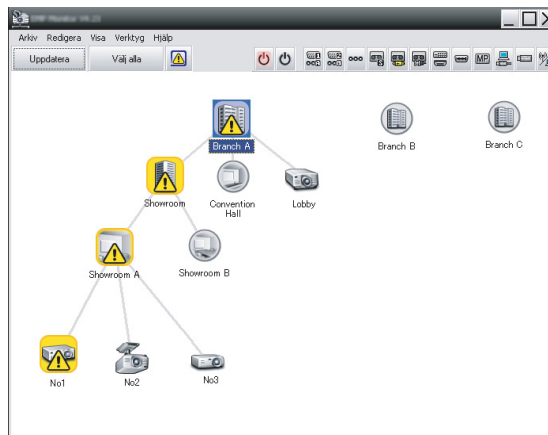 Arkiv Redigera Visa Verktyg Hjälp
Uppdatera Välj alla MP
Branch A Branch B Branch C
Showroom Convention Hall Lobby
Showroom A Showroom B
No1 No2 No3